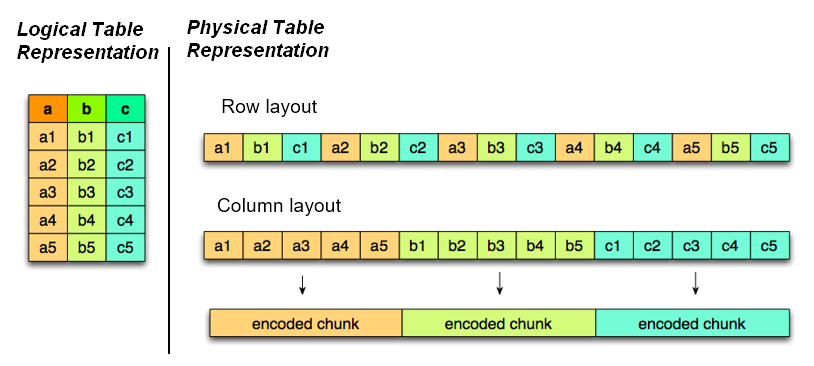 Logical Table
Representation
a b c
a1 b1 c1
a2 b2 c2
a3 b3 c3
a4 b4 c4
a5 b5 c5
Physical Table
Representation
Row layout
a1 b1 c1 a2 b2 c2 a3 b3 c3 a4 b4 c4 a5 b5 c5
Column layout
a1 a2 a3 a4 a5 b1 b2 b3 b4 b5 c1 c2 c3 c4 c5
encoded chunk encoded chunk encoded chunk